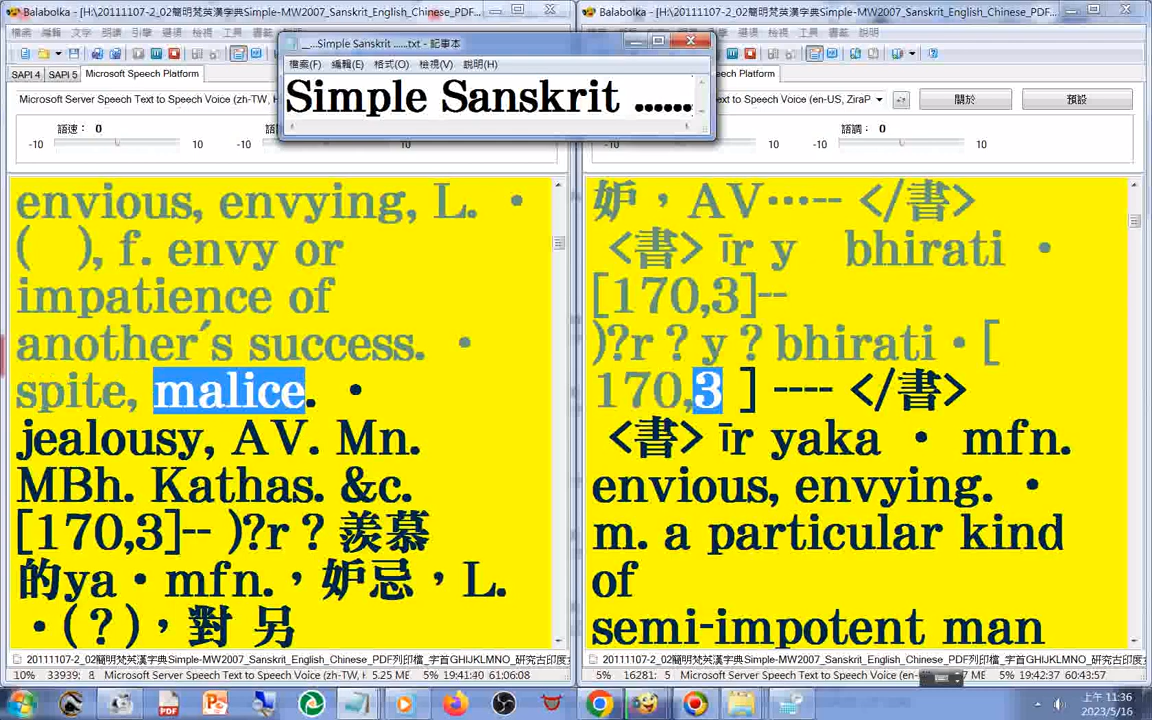 Balabolka - [H:\20111107-2_02簡明梵英漢字典Simple-MW2007_Sanskrit_English_Chinese_PDF...
Balabolka - [H:\20111107-2_02簡明梵英漢字典Simple-MW2007_Sanskrit_English_Chinese_PDF...
__...Simple Sanskrit ......txt - 記事本
檔案(F) 編輯(E) 格式(O) 檢視(V) 說明(H)
Simple Sanskrit ......
SAPI 4 SAPI 5 Microsoft Speech Platform
Speech Platform
Microsoft Server Speech Text to Speech Voice (zh-TW, H
xt to Speech Voice (en-US, ZiraP
關於 預設
語速： 0
語調： 0
-10 10 -10 10
-10 10
envious, envying, L. •
( ), f. envy or
impatience of
another´s success. •
spite, malice. •
jealousy, AV. Mn.
MBh. Kathas. &c.
[170,3]-- )?r ? 羨慕
的ya • mfn.，妒忌，L.
•(？)，對 另
妒，AV…-- </書>
<書> īr y bhirati •
[170,3]--
)?r ? y ? bhirati • [
170,3 ] ---- </書>
<書> īr yaka • mfn.
envious, envying. •
m. a particular kind
of
semi-impotent man
20111107-2_02簡明梵英漢字典Simple-MW2007_Sanskrit_English_Chinese_PDF列印檔_字首GHIJKLMNO_研究古印度
20111107-2_02簡明梵英漢字典Simple-MW2007_Sanskrit_English_Chinese_PDF列印檔_字首GHIJKLMNO_研究古印度
10% 33939: 8 Microsoft Server Speech Text to Speech Voice (zh-TW, 5.25 ME 19:41:40 61:06:08
5% 16281: 5 Microsoft Server Speech Text to Speech Voice ME 19:42:37 60:43:57
上午 11:36
2023/5/16